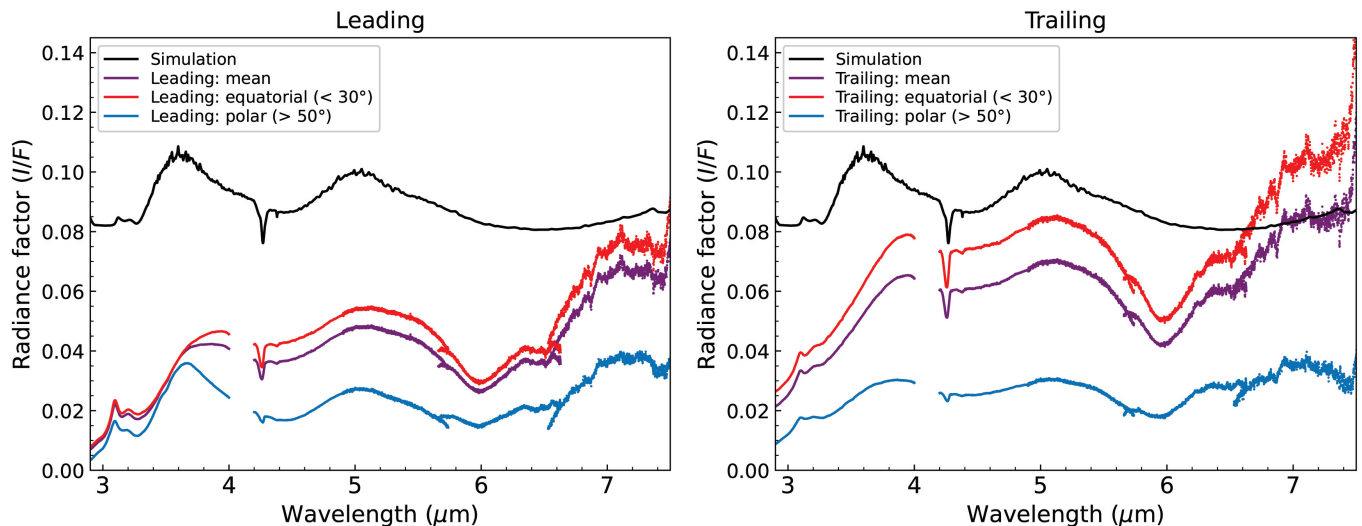 Leading
Trailing
Simulation
Leading: mean
Leading: equatorial (< 30°)
Leading: polar (> 50°)
Simulation
Trailing: mean
Trailing: equatorial (< 30°)
Trailing: polar (> 50°)
Radiance factor (I/F)
0.14
0.12
0.10
0.08
0.06
0.04
0.02
0.00
3 4 5 6 7
Wavelength (μm)
Radiance factor (I/F)
0.14
0.12
0.10
0.08
0.06
0.04
0.02
0.00
3 4 5 6 7
Wavelength (μm)